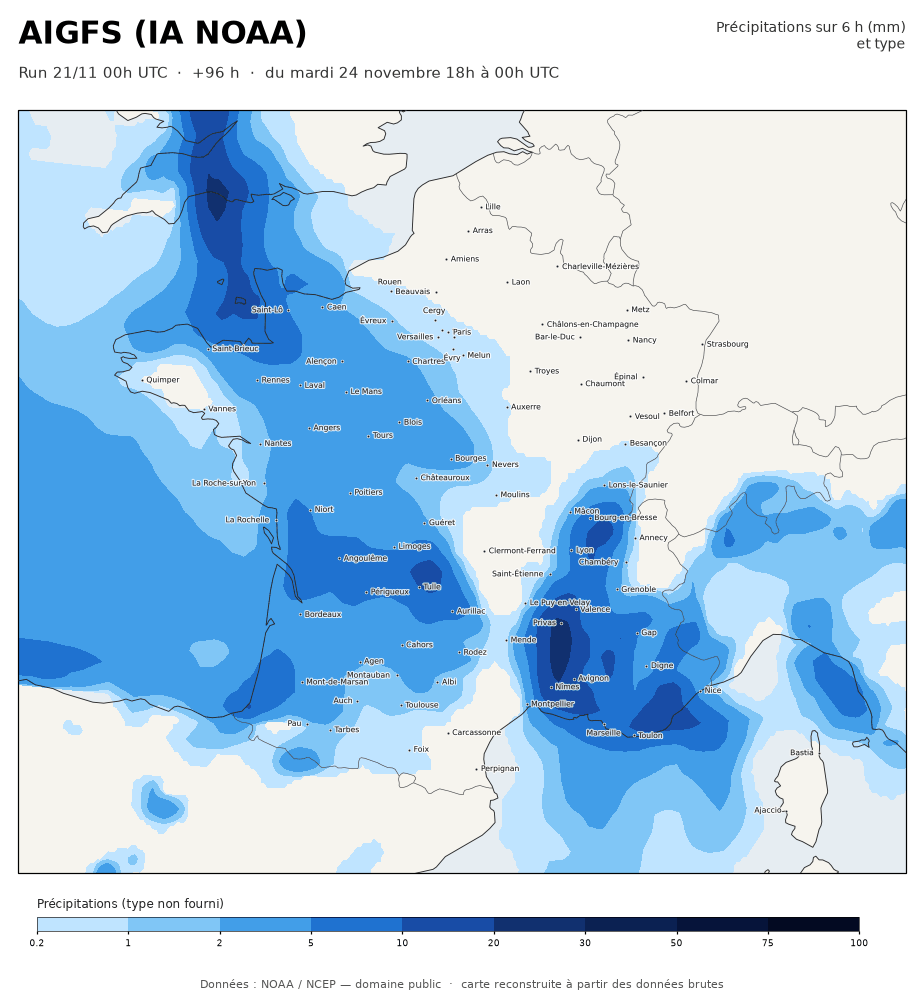 AIGFS (IA NOAA)
Précipitations sur 6 h (mm)
et type
Run 21/11 00h UTC · +96 h · du mardi 24 novembre 18h à 00h UTC
Lille
Arras
Amiens
Charleville-Mézières
Rouen
Laon
Beauvais
Saint-Lô
Caen
Cergy
Metz
Évreux
Châlons-en-Champagne
Versailles
Paris
Bar-le-Duc
Nancy
Strasbourg
Saint-Brieuc
Alençon
Chartres
Évry
Melun
Troyes
Épinal
Quimper
Rennes
Laval
Chaumont
Colmar
Le Mans
Orléans
Vannes
Auxerre
Vesoul
Belfort
Angers
Blois
Tours
Nantes
Dijon
Besançon
Bourges
Nevers
La Roche-sur-Yon
Châteauroux
Lons-le-Saunier
Poitiers
Moulins
Niort
Mâcon
La Rochelle
Guéret
Bourg-en-Bresse
Annecy
Limoges
Clermont-Ferrand
Lyon
Angoulême
Chambéry
Saint-Étienne
Tulle
Grenoble
Périgueux
Le Puy-en-Velay
Valence
Bordeaux
Aurillac
Privas
Gap
Cahors
Mende
Rodez
Agen
Digne
Montauban
Mont-de-Marsan
Albi
Avignon
Nîmes
Nice
Auch
Toulouse
Montpellier
Pau
Tarbes
Carcassonne
Marseille
Toulon
Foix
Bastia
Perpignan
Ajaccio
Précipitations (type non fourni)
0.2 1 2 5 10 20 30 50 75 100
Données : NOAA / NCEP — domaine public · carte reconstruite à partir des données brutes